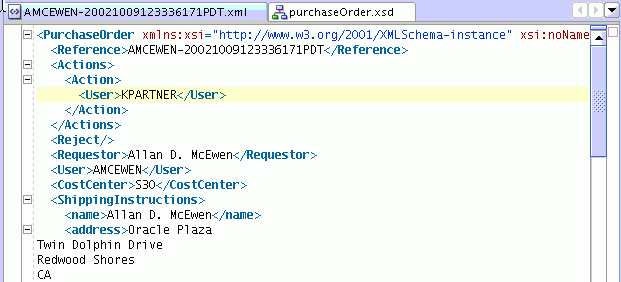 AMCEWEN-20021009123336171PDT.xml purchaseOrder.xsd
<PurchaseOrder xmlns:xsi="http://www.w3.org/2001/XMLSchema-instance" xsi:noName
<Reference>AMCEWEN-20021009123336171PDT</Reference>
<Actions>
<Action>
<User>KPARTNER</User>
</Action>
</Actions>
<Reject/>
<Requestor>Allan D. McEwen</Requestor>
<User>AMCEWEN</User>
<CostCenter>S30</CostCenter>
<ShippingInstructions>
<name>Allan D. McEwen</name>
<address>Oracle Plaza
Twin Dolphin Drive
Redwood Shores
CA